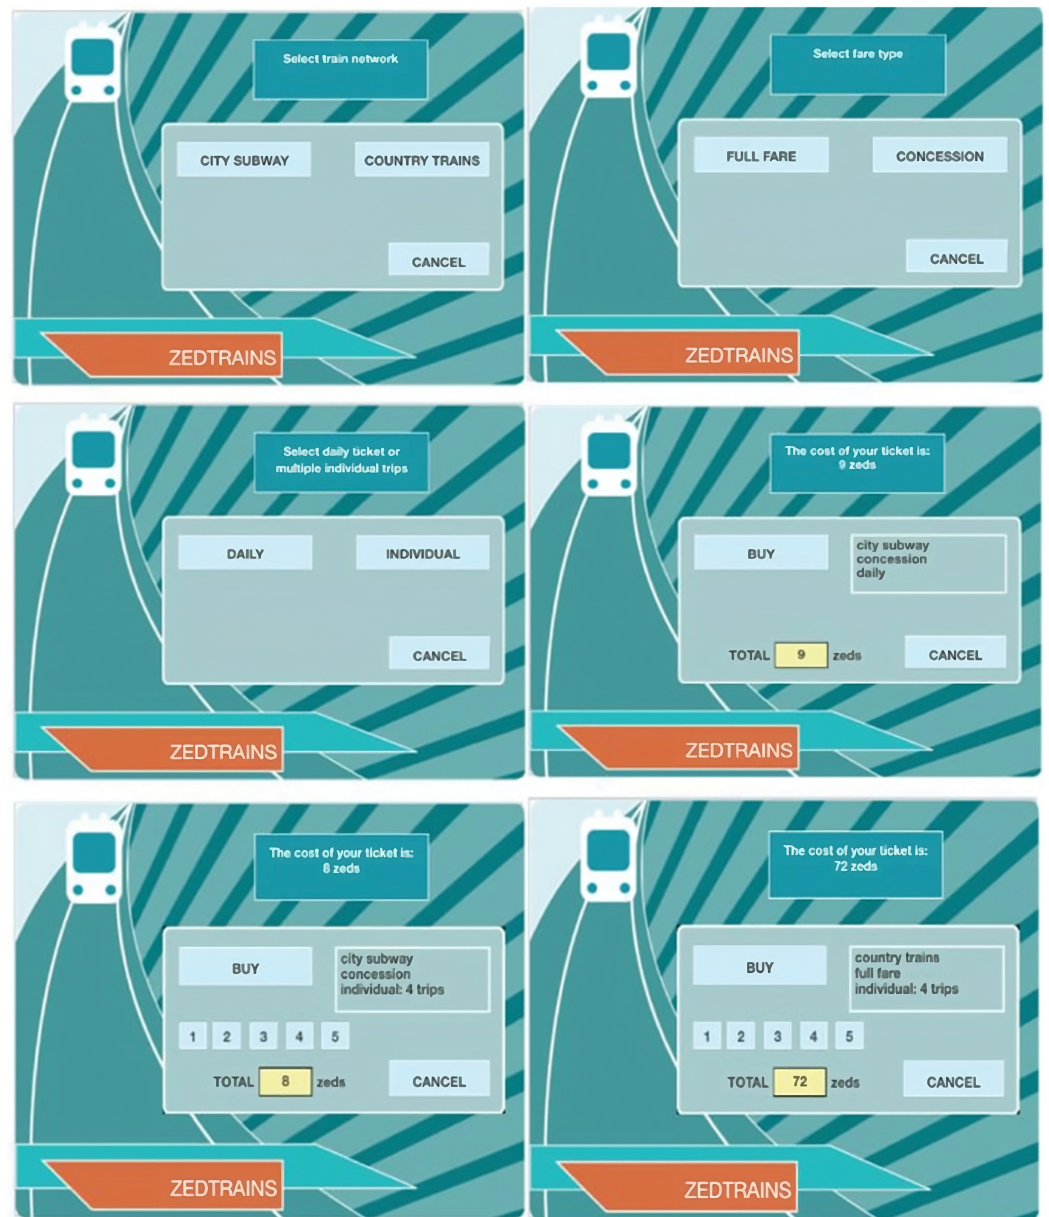 Select train network
CITY SUBWAY
COUNTRY TRAINS
CANCEL
ZEDTRAINS
Select fare type
FULL FARE
CONCESSION
CANCEL
ZEDTRAINS
Select daily ticket or
multiple individual trips
DAILY
INDIVIDUAL
CANCEL
ZEDTRAINS
The cost of your ticket is:
9 zeds
BUY
city subway
concession
daily
TOTAL 9 zeds
CANCEL
ZEDTRAINS
The cost of your ticket is:
8 zeds
BUY
city subway
concession
individual: 4 trips
1 2 3 4 5
TOTAL 8 zeds
CANCEL
ZEDTRAINS
The cost of your ticket is:
72 zeds
BUY
country trains
full fare
individual: 4 trips
1 2 3 4 5
TOTAL 72 zeds
CANCEL
ZEDTRAINS